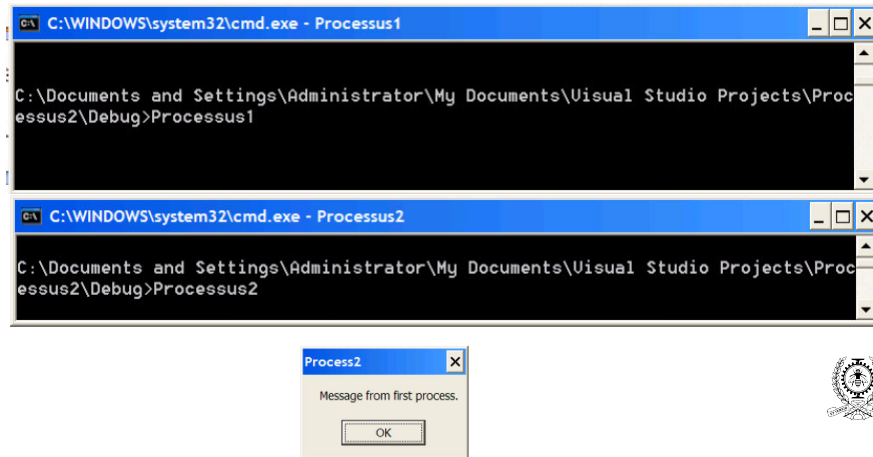 C:\WINDOWS\system32\cmd.exe - Processus1
C:\Documents and Settings\Administrator\My Documents\Visual Studio Projects\Proc
essus2\Debug>Processus1
C:\WINDOWS\system32\cmd.exe - Processus2
C:\Documents and Settings\Administrator\My Documents\Visual Studio Projects\Proc
essus2\Debug>Processus2
Process2
Message from first process.
OK